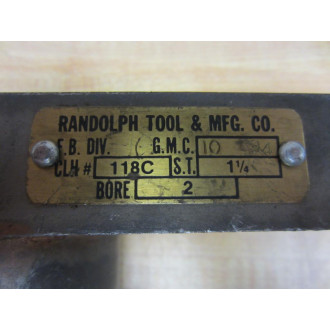 RANDOLPH TOOL & MFG. CO.
F.B. DIV. G.M.C. 10
CLH # 118C S.T. 1¼
BORE 2